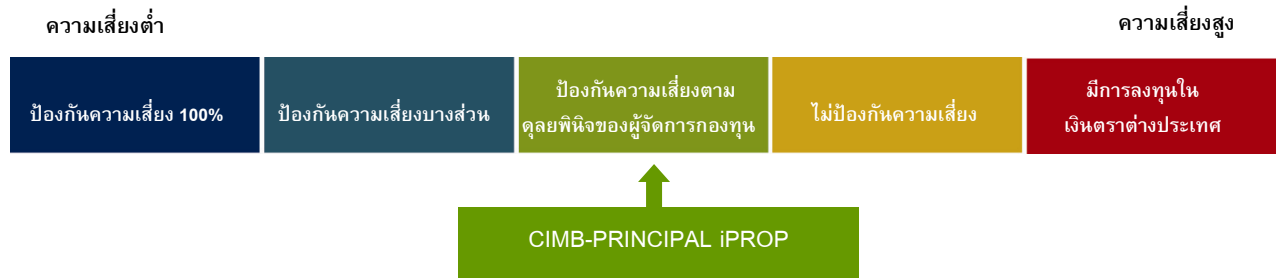 ความเสี่ยงต่ำ
ความเสี่ยงสูง
ป้องกันความเสี่ยง 100%
ป้องกันความเสี่ยงบางส่วน
ป้องกันความเสี่ยงตาม
ดุลยพินิจของผู้จัดการกองทุน
ไม่ป้องกันความเสี่ยง
มีการลงทุนใน
เงินตราต่างประเทศ
CIMB-PRINCIPAL iPROP